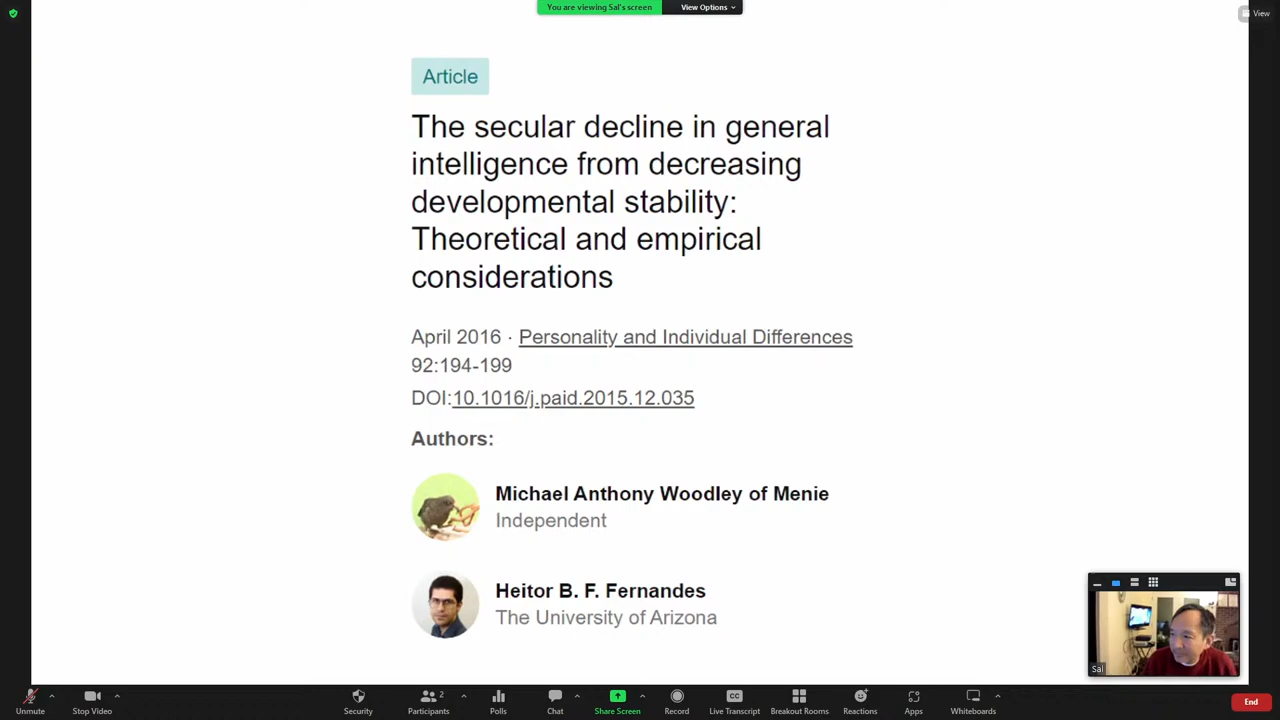 You are viewing Sal's screen
View Options
View
Article
The secular decline in general
intelligence from decreasing
developmental stability:
Theoretical and empirical
considerations
April 2016 · Personality and Individual Differences
92:194-199
DOI:10.1016/j.paid.2015.12.035
Authors:
Michael Anthony Woodley of Menie
Independent
Heitor B. F. Fernandes
The University of Arizona
Sal
2
CC
Unmute
Stop Video
Security
Participants
Polls
Chat
Share Screen
Record
Live Transcript
Breakout Rooms
Reactions
Apps
Whiteboards
End